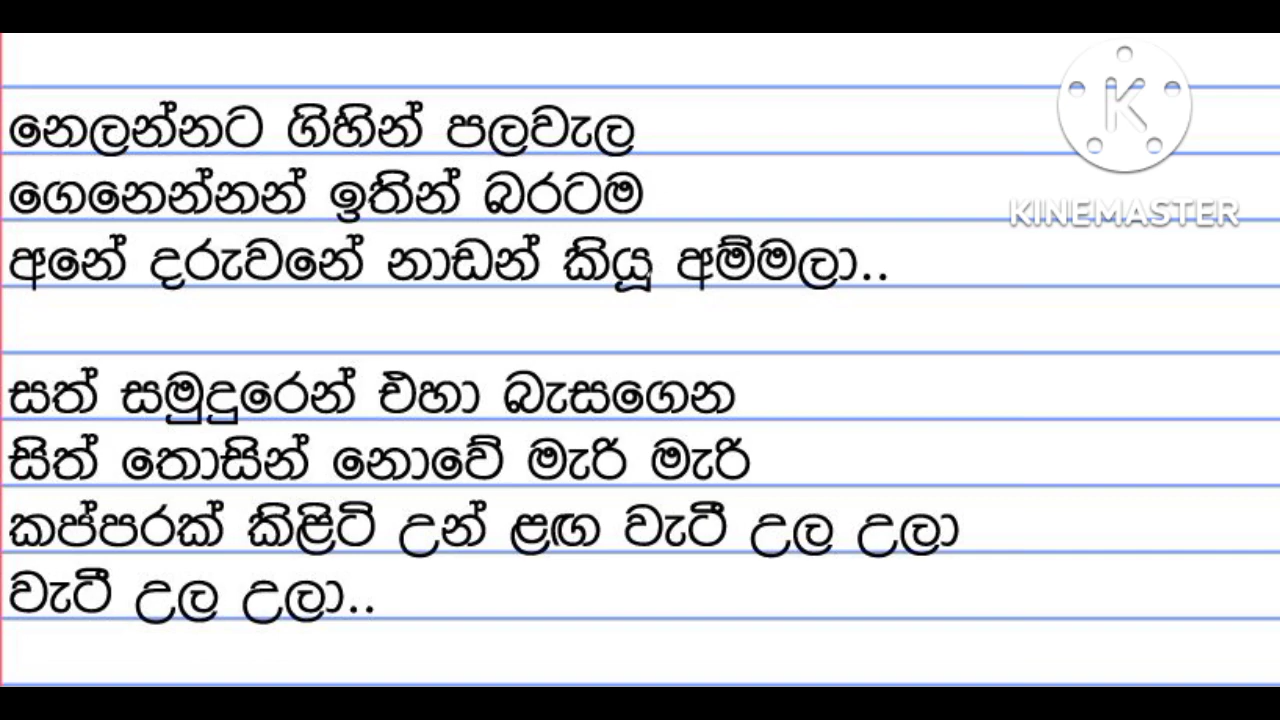 KINEMASTER
නෙලන්නට ගිහින් පලවැල
ගෙනෙන්නන් ඉතින් බරටම
අනේ දරුවනේ නාඩන් කියූ අම්මලා..
සත් සමුදුරෙන් එහා බැසගෙන
සිත් තොසින් නොවේ මැරි මැරි
කප්පරක් කිළිටි උන් ළඟ වැටී උල උලා
වැටී උල උලා..